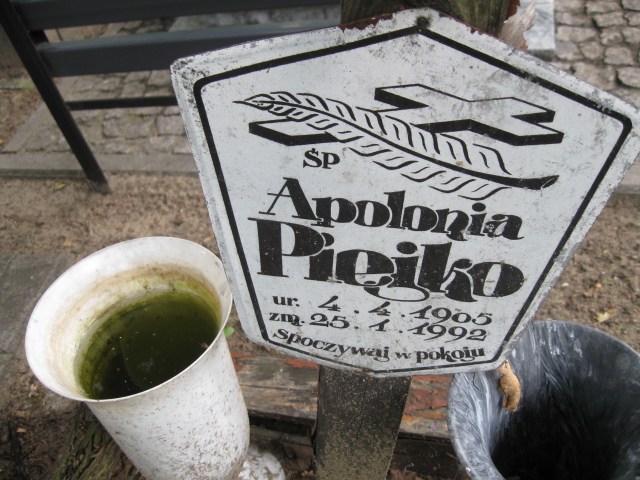 ŚP
Apolonia
Piejko
ur. 4.4.1905
zm. 25.1.1992
Spoczywaj w pokoju